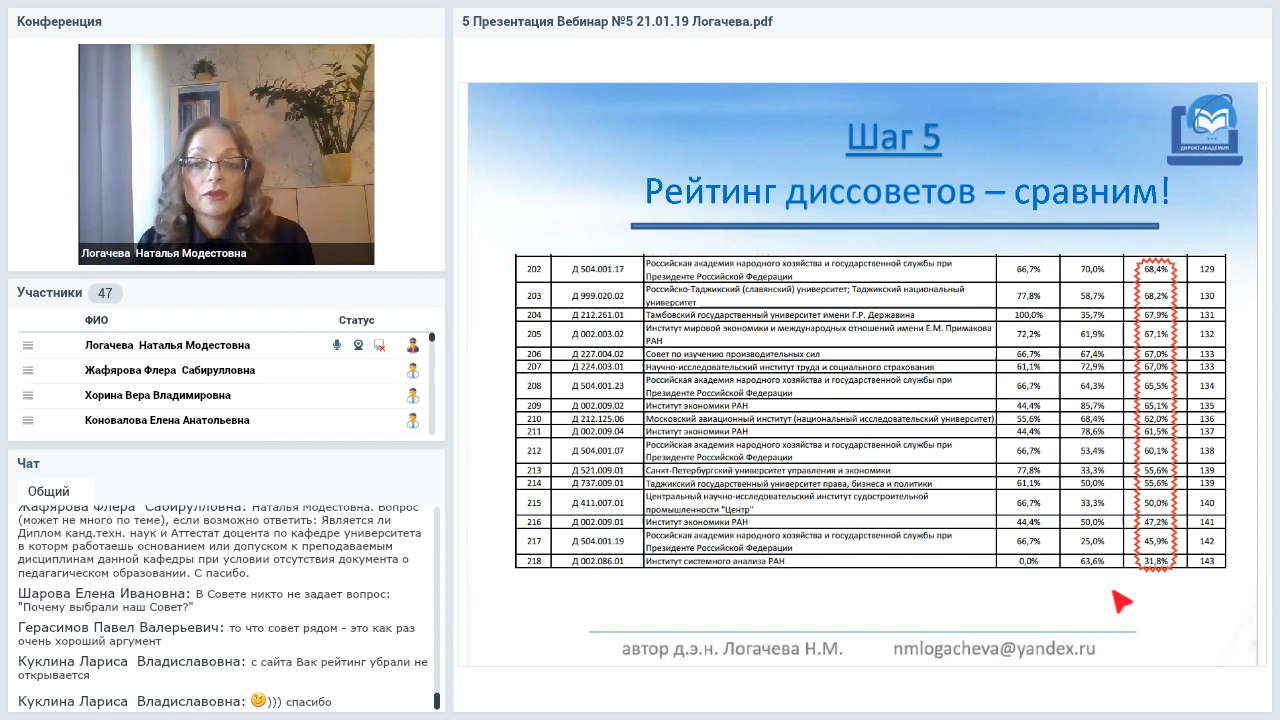 Конференция
Логачева Наталья Модестовна
Участники 47
ФИО Статус
Логачева Наталья Модестовна
Жафярова Флера Сабирулловна
Хорина Вера Владимировна
Коновалова Елена Анатольевна
Чат
Общий
Жафярова Флера Сабирулловна: Наталья Модестовна. Вопрос
(может не много по теме), если возможно ответить: Является ли
Диплом канд.техн. наук и Аттестат доцента по кафедре университета
в котором работаешь основанием или допуском к преподаваемым
дисциплинам данной кафедры при условии отсутствия документа о
педагагическом образовании. С пасибо.
Шарова Елена Ивановна: В Совете никто не задает вопрос:
"Почему выбрали наш Совет?"
Герасимов Павел Валерьевич: то что совет рядом - это как раз
очень хороший аргумент
Куклина Лариса Владиславовна: с сайта Вак рейтинг убрали не
открывается
Куклина Лариса Владиславовна: 😉))) спасибо
5 Презентация Вебинар №5 21.01.19 Логачева.pdf
ДИРЕКТ-АКАДЕМИЯ
Шаг 5
Рейтинг диссоветов – сравним!
202 Д 504.001.17 Российская академия народного хозяйства и государственной службы при
Президенте Российской Федерации 66,7% 70,0% 68,4% 129
203 Д 999.020.02 Российско-Таджикский (славянский) университет; Таджикский национальный
университет 77,8% 58,7% 68,2% 130
204 Д 212.261.01 Тамбовский государственный университет имени Г.Р. Державина 100,0% 35,7% 67,9% 131
205 Д 002.003.02 Институт мировой экономики и международных отношений имени Е.М. Примакова
РАН 72,2% 61,9% 67,1% 132
206 Д 227.004.02 Совет по изучению производительных сил 66,7% 67,4% 67,0% 133
207 Д 224.003.01 Научно-исследовательский институт труда и социального страхования 61,1% 72,9% 67,0% 133
208 Д 504.001.23 Российская академия народного хозяйства и государственной службы при
Президенте Российской Федерации 66,7% 64,3% 65,5% 134
209 Д 002.009.02 Институт экономики РАН 44,4% 85,7% 65,1% 135
210 Д 212.125.06 Московский авиационный институт (национальный исследовательский университет) 55,6% 68,4% 62,0% 136
211 Д 002.009.04 Институт экономики РАН 44,4% 78,6% 61,5% 137
212 Д 504.001.07 Российская академия народного хозяйства и государственной службы при
Президенте Российской Федерации 66,7% 53,4% 60,1% 138
213 Д 521.009.01 Санкт-Петербургский университет управления и экономики 77,8% 33,3% 55,6% 139
214 Д 737.009.01 Таджикский государственный университет права, бизнеса и политики 61,1% 50,0% 55,6% 139
215 Д 411.007.01 Центральный научно-исследовательский институт судостроительной
промышленности "Центр" 66,7% 33,3% 50,0% 140
216 Д 002.009.01 Институт экономики РАН 44,4% 50,0% 47,2% 141
217 Д 504.001.19 Российская академия народного хозяйства и государственной службы при
Президенте Российской Федерации 66,7% 25,0% 45,9% 142
218 Д 002.086.01 Институт системного анализа РАН 0,0% 63,6% 31,8% 143
автор д.э.н. Логачева Н.М. nmlogacheva@yandex.ru